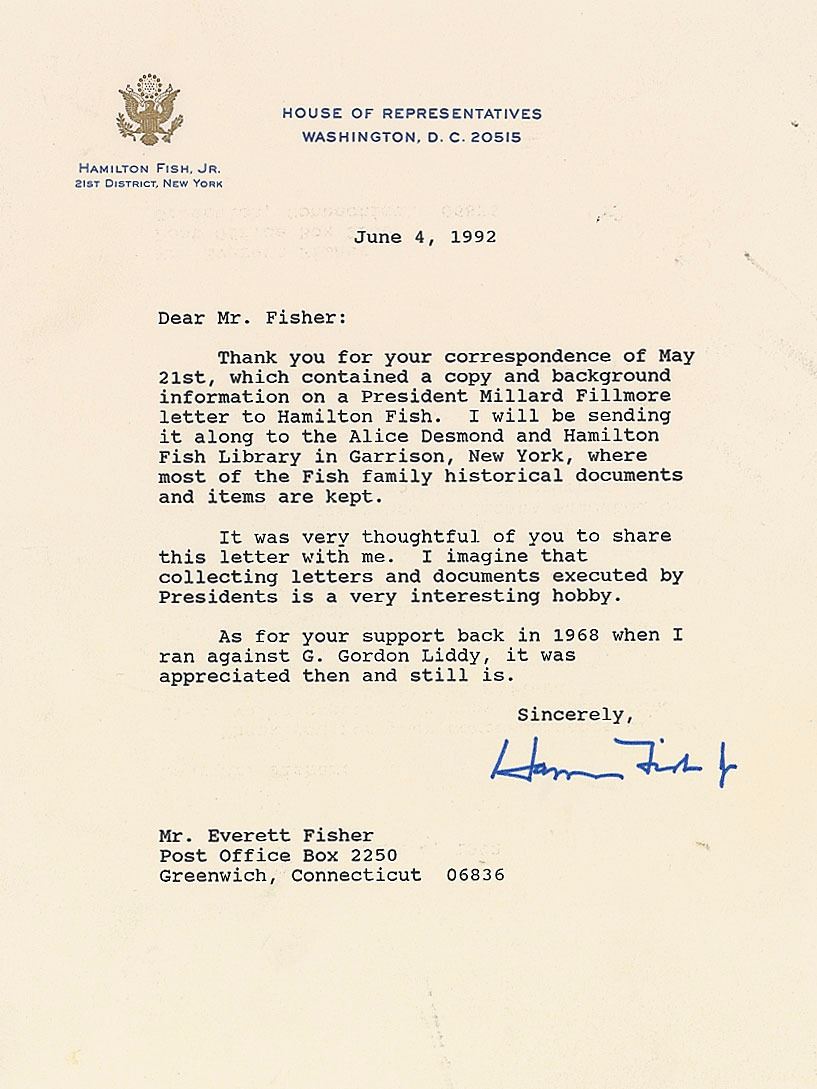 HOUSE OF REPRESENTATIVES
WASHINGTON, D. C. 20515
HAMILTON FISH, JR.
21ST DISTRICT, NEW YORK
June 4, 1992
Dear Mr. Fisher:
Thank you for your correspondence of May
21st, which contained a copy and background
information on a President Millard Fillmore
letter to Hamilton Fish. I will be sending
it along to the Alice Desmond and Hamilton
Fish Library in Garrison, New York, where
most of the Fish family historical documents
and items are kept.
It was very thoughtful of you to share
this letter with me. I imagine that
collecting letters and documents executed by
Presidents is a very interesting hobby.
As for your support back in 1968 when I
ran against G. Gordon Liddy, it was
appreciated then and still is.
Sincerely,
Ham Fish Jr
Mr. Everett Fisher
Post Office Box 2250
Greenwich, Connecticut 06836